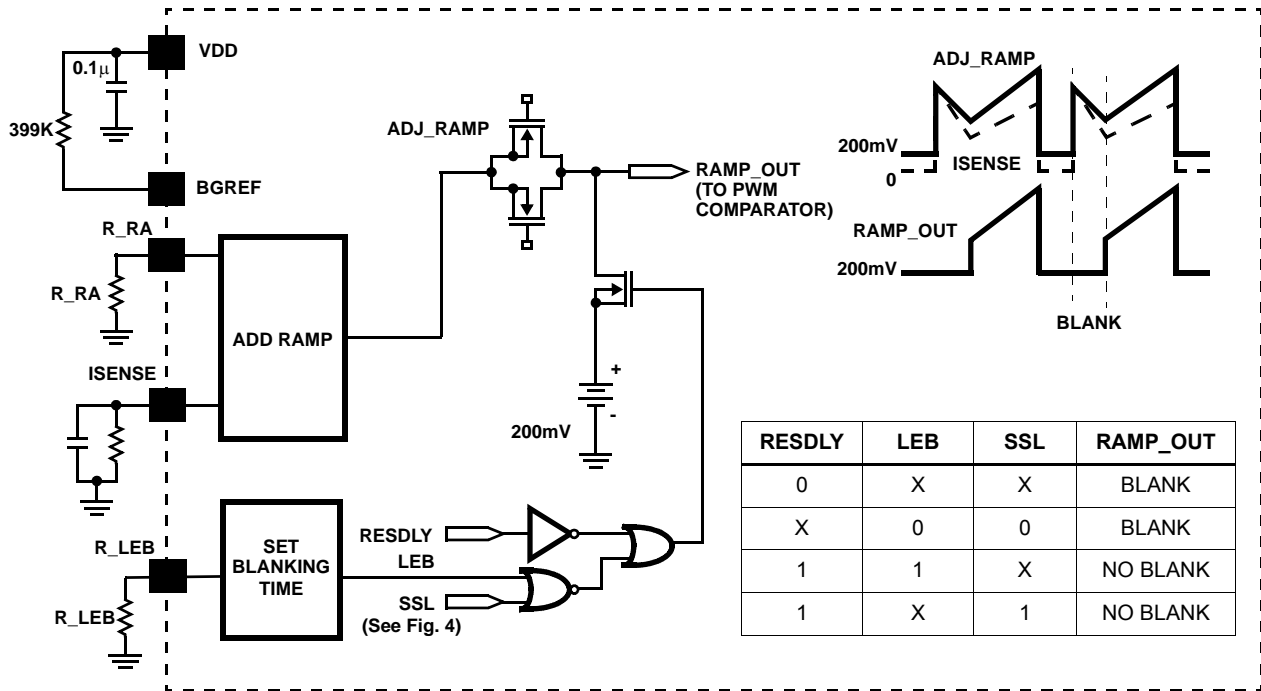 VDD
0.1μ
399K
BGREF
R_RA
R_RA
ADD RAMP
ISENSE
ADJ_RAMP
RAMP_OUT
(TO PWM
COMPARATOR)
+
-
200mV
R_LEB
R_LEB
SET
BLANKING
TIME
RESDLY
LEB
SSL
(See Fig. 4)
ADJ_RAMP
200mV
ISENSE
0
RAMP_OUT
200mV
BLANK
RESDLY LEB SSL RAMP_OUT
0 X X BLANK
X 0 0 BLANK
1 1 X NO BLANK
1 X 1 NO BLANK